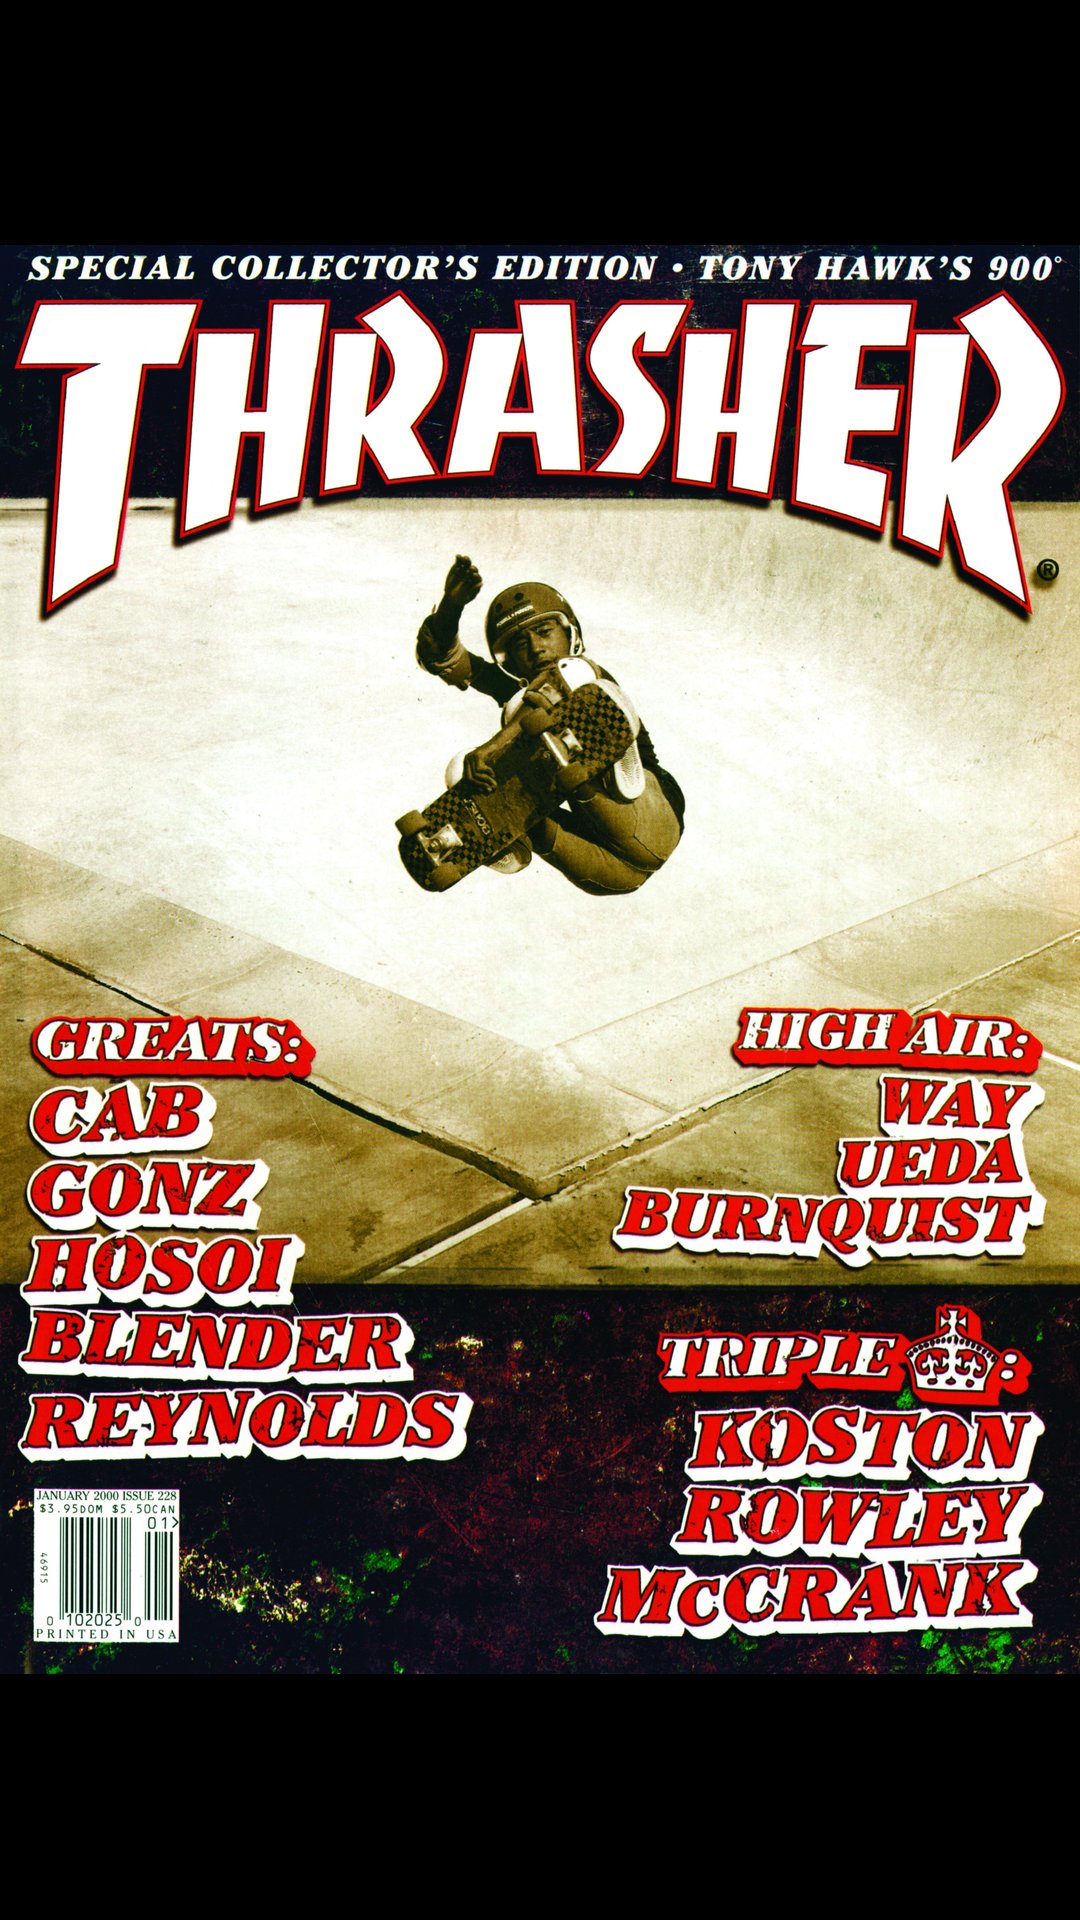 SPECIAL COLLECTOR'S EDITION • TONY HAWK'S 900°
THRASHER
®
GREATS:
CAB
GONZ
HOSOI
BLENDER
REYNOLDS
HIGH AIR:
WAY
UEDA
BURNQUIST
TRIPLE :
KOSTON
ROWLEY
McCRANK
JANUARY 2000 ISSUE 228
$3.95DOM $5.50CAN
01>
46915
0 102025 0
PRINTED IN USA